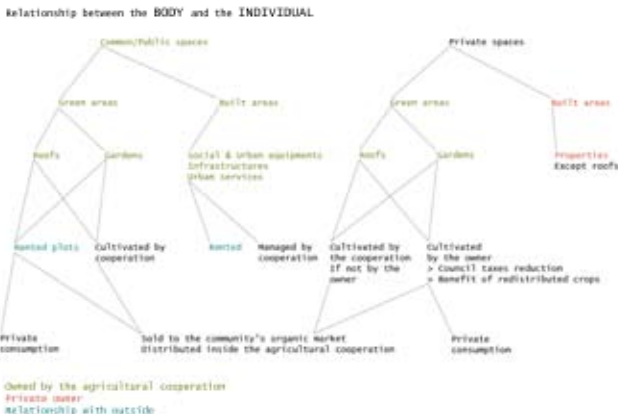 Relationship between the BODY and the INDIVIDUAL
Common/Public spaces
Private spaces
Green areas
Built areas
Green areas
Built areas
Roofs
Gardens
Social & Urban equipments
Infrastructures
Urban services
Roofs
Gardens
Properties
Except roofs
Rented plots
Cultivated by
cooperation
Rented
Managed by
cooperation
Cultivated by
the cooperation
If not by the
owner
Cultivated
by the owner
> Council taxes reduction
> Benefit of redistributed crops
Private
consumption
Sold to the community's organic market
Distributed inside the agricultural cooperation
Private
consumption
Owned by the agricultural cooperation
Private owner
Relationship with outside